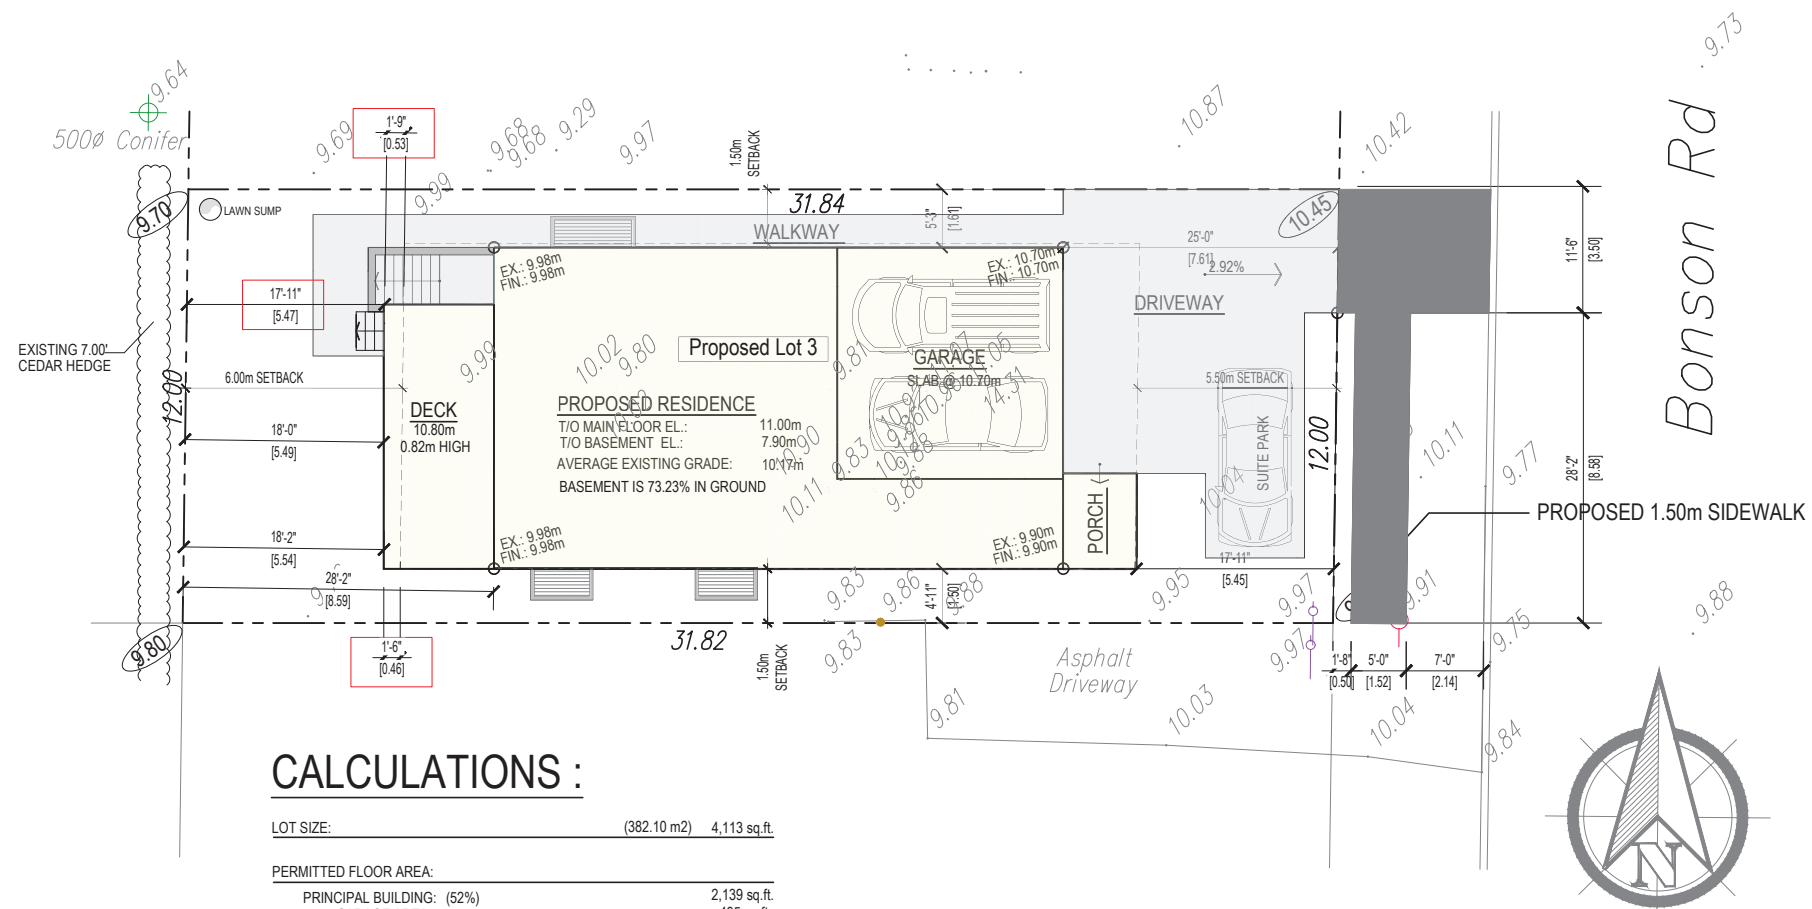 9.73
9.64
500ø Conifer
1'-9"
[0.53]
9.69
9.68
9.68
9.29
9.97
10.87
10.42
Bonson Rd
1.50m
SETBACK
9.99
9.70
LAWN SUMP
31.84
WALKWAY
5'-3"
[1.61]
10.45
25'-0"
[7.61]
2.92%
11'-6"
[3.50]
EX.: 9.98m
FIN.: 9.98m
EX.: 10.70m
FIN.: 10.70m
17'-11"
[5.47]
DRIVEWAY
EXISTING 7.00'
CEDAR HEDGE
9.99
10.02
9.80
Proposed Lot 3
9.81
GARAGE
SLAB @ 10.70m
14.31
6.00m SETBACK
5.50m SETBACK
12.00
DECK
10.80m
0.82m HIGH
PROPOSED RESIDENCE
T/O MAIN FLOOR EL.: 11.00m
T/O BASEMENT EL.: 7.90m
AVERAGE EXISTING GRADE: 10.17m
BASEMENT IS 73.23% IN GROUND
10.90
9.83
9.88
9.86
10.11
18'-0"
[5.49]
SUITE PARK
12.00
10.04
10.11
9.77
28'-2"
[8.58]
PROPOSED 1.50m SIDEWALK
PORCH
18'-2"
[5.54]
EX.: 9.98m
FIN.: 9.98m
EX.: 9.90m
FIN.: 9.90m
17'-11"
[5.45]
28'-2"
[8.59]
9.83
9.86
9.88
4'-11"
[1.50]
9.95
9.97
9.91
9.88
9.80
1'-6"
[0.46]
31.82
1.50m
SETBACK
9.83
Asphalt
Driveway
9.97
1'-8"
[0.50]
5'-0"
[1.52]
7'-0"
[2.14]
9.75
9.81
10.03
10.04
9.84
CALCULATIONS :
LOT SIZE: (382.10 m2) 4,113 sq.ft.
PERMITTED FLOOR AREA:
PRINCIPAL BUILDING: (52%) 2,139 sq.ft.
N